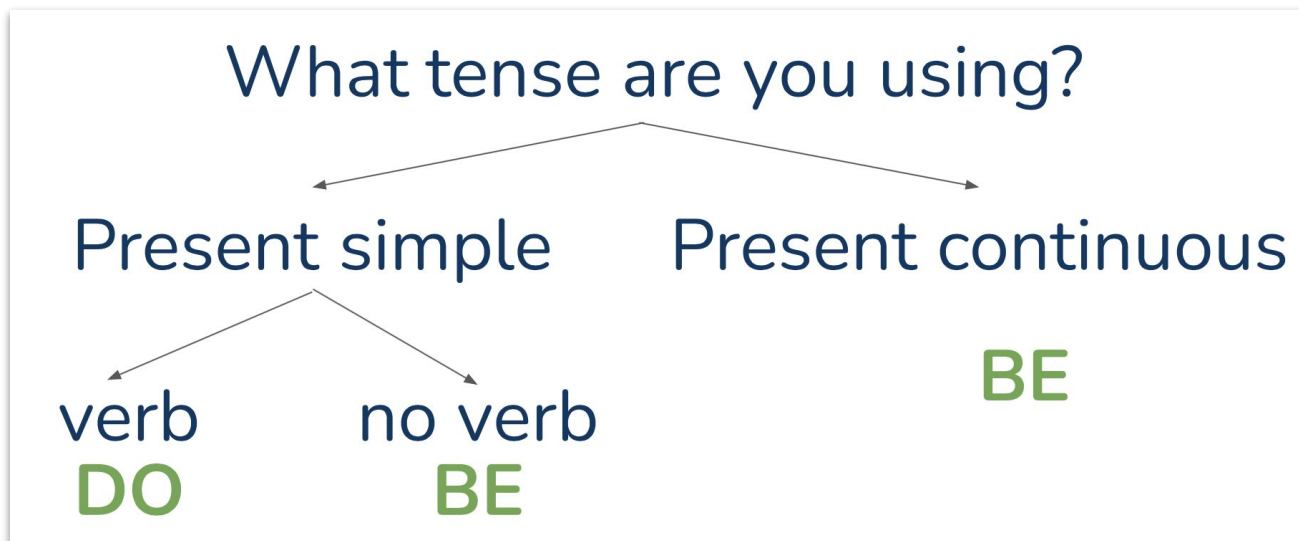 What tense are you using?
Present simple
Present continuous
BE
verb
no verb
DO
BE